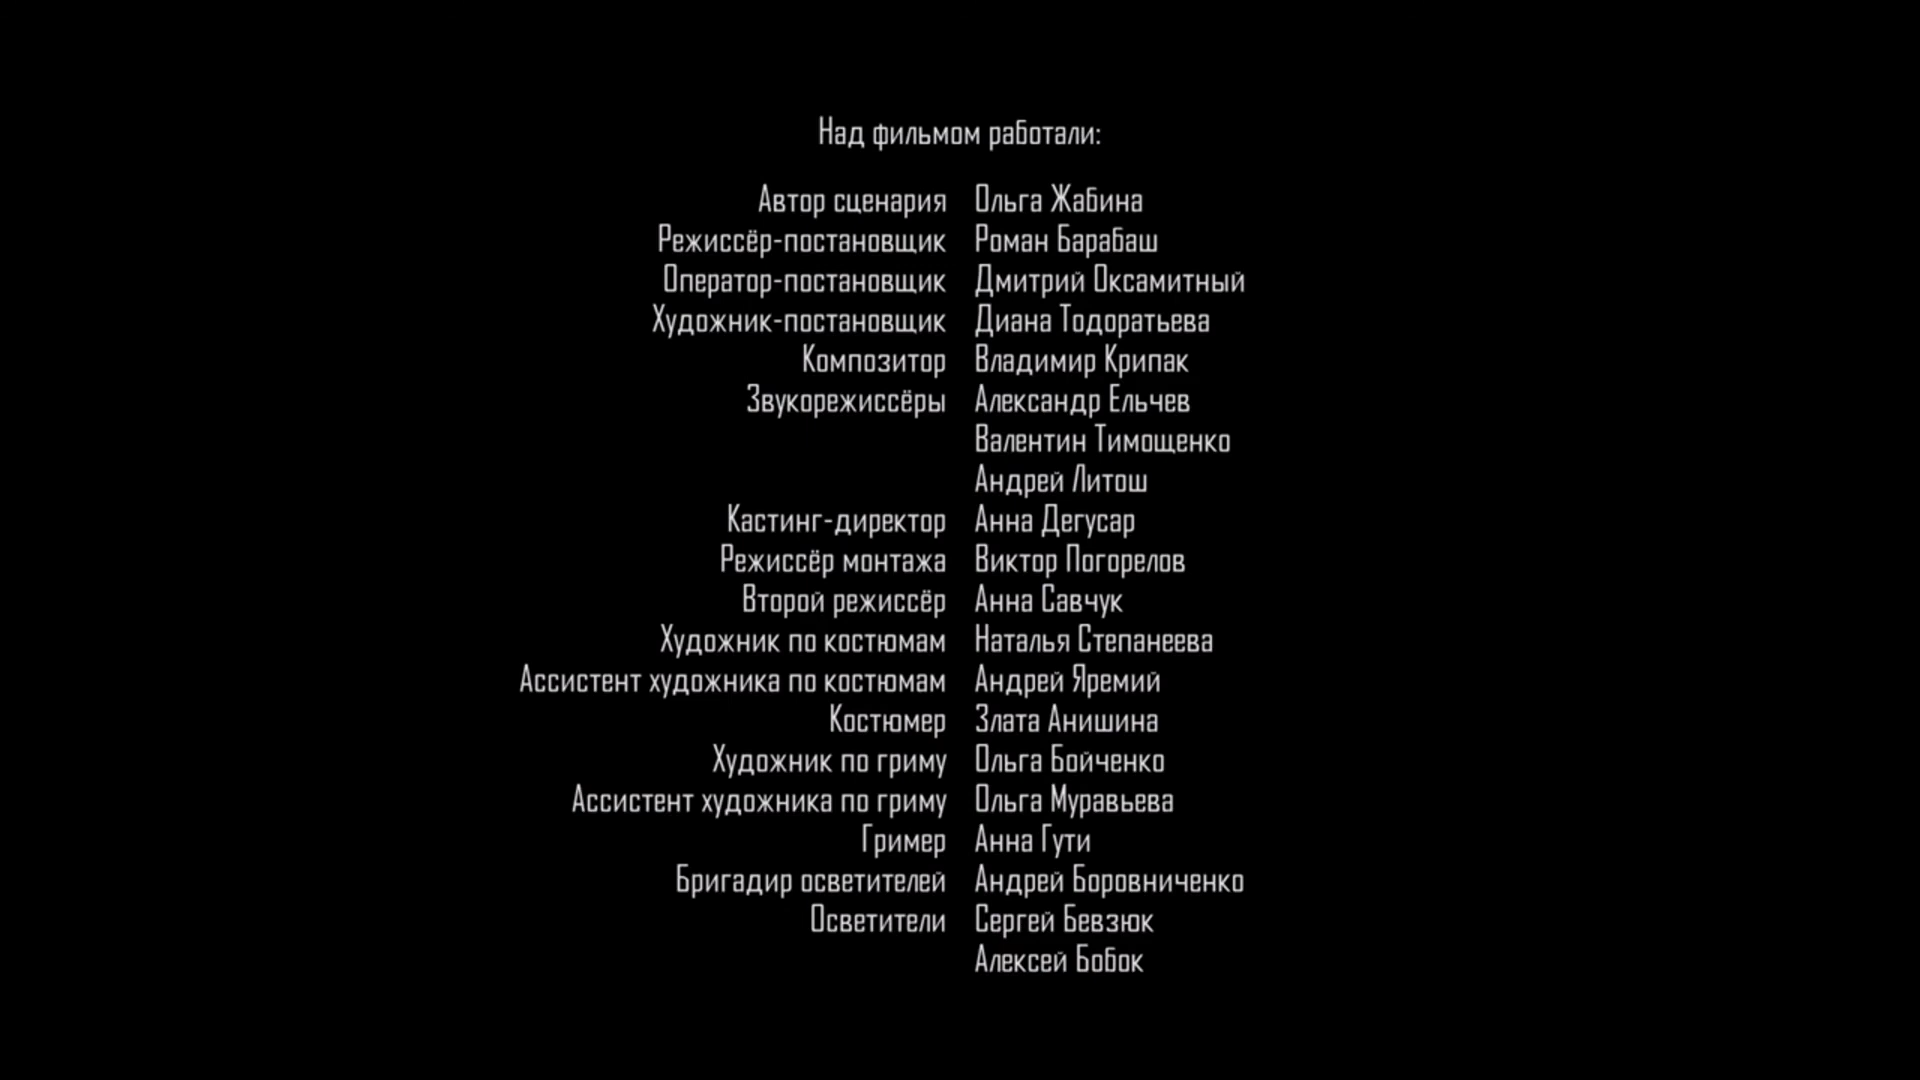 Над фильмом работали:
Автор сценария Ольга Жабина
Режиссёр-постановщик Роман Барабаш
Оператор-постановщик Дмитрий Оксамитный
Художник-постановщик Диана Тодоратьева
Композитор Владимир Крипак
Звукорежиссёры Александр Ельчев
Валентин Тимощенко
Андрей Литош
Кастинг-директор Анна Дегусар
Режиссёр монтажа Виктор Погорелов
Второй режиссёр Анна Савчук
Художник по костюмам Наталья Степанеева
Ассистент художника по костюмам Андрей Яремий
Костюмер Злата Анишина
Художник по гриму Ольга Бойченко
Ассистент художника по гриму Ольга Муравьева
Гример Анна Гути
Бригадир осветителей Андрей Боровниченко
Осветители Сергей Бевзюк
Алексей Бобок